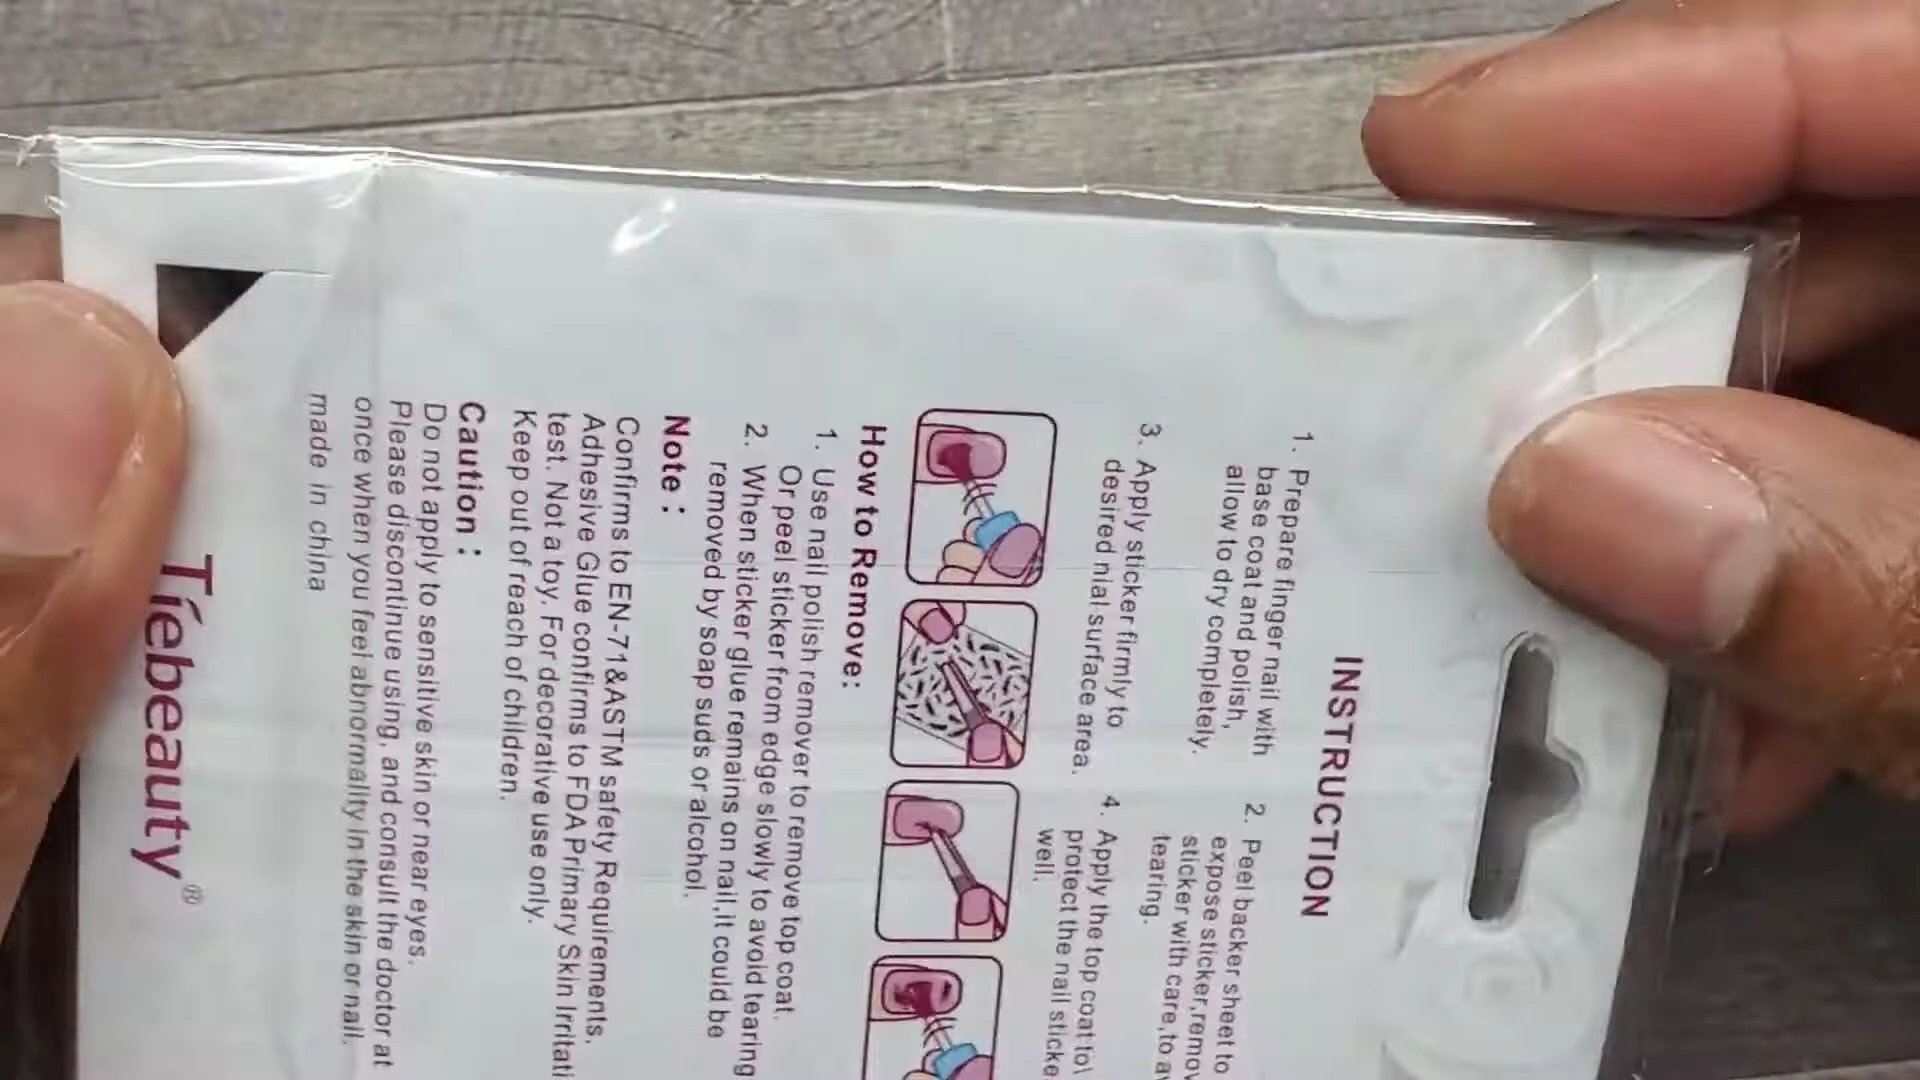 INSTRUCTION
1. Prepare finger nail with
base coat and polish,
allow to dry completely.
2. Peel backer sheet to
expose sticker,remov
sticker with care,to av
tearing.
3. Apply sticker firmly to
desired nial surface area.
4. Apply the top coat to
protect the nail sticke
well.
How to Remove:
1. Use nail polish remover to remove top coat.
Or peel sticker from edge slowly to avoid tearing
2. When sticker glue remains on nail,it could be
removed by soap suds or alcohol.
Note :
Confirms to EN-71&ASTM safety Requirements.
Adhesive Glue confirms to FDA Primary Skin Irritati
test. Not a toy. For decorative use only.
Keep out of reach of children.
Caution :
Do not apply to sensitive skin or near eyes.
Please discontinue using, and consult the doctor at
once when you feel abnormality in the skin or nail.
made in china
Tiebeauty®